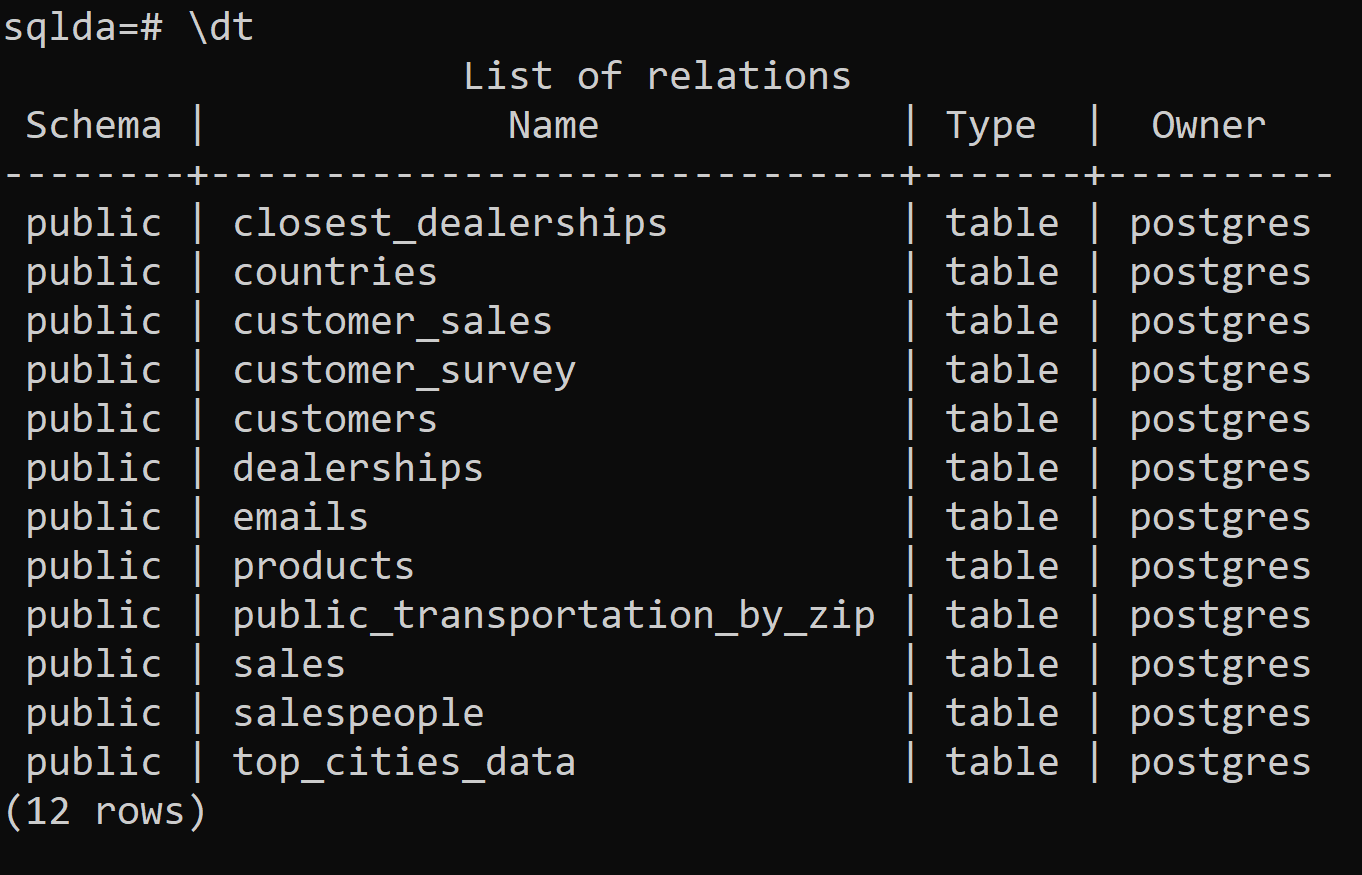 sqlda=# \dt
                    List of relations
 Schema |             Name             | Type  |  Owner
--------+------------------------------+-------+----------
 public | closest_dealerships          | table | postgres
 public | countries                    | table | postgres
 public | customer_sales               | table | postgres
 public | customer_survey              | table | postgres
 public | customers                    | table | postgres
 public | dealerships                  | table | postgres
 public | emails                       | table | postgres
 public | products                     | table | postgres
 public | public_transportation_by_zip | table | postgres
 public | sales                        | table | postgres
 public | salespeople                  | table | postgres
 public | top_cities_data              | table | postgres
(12 rows)